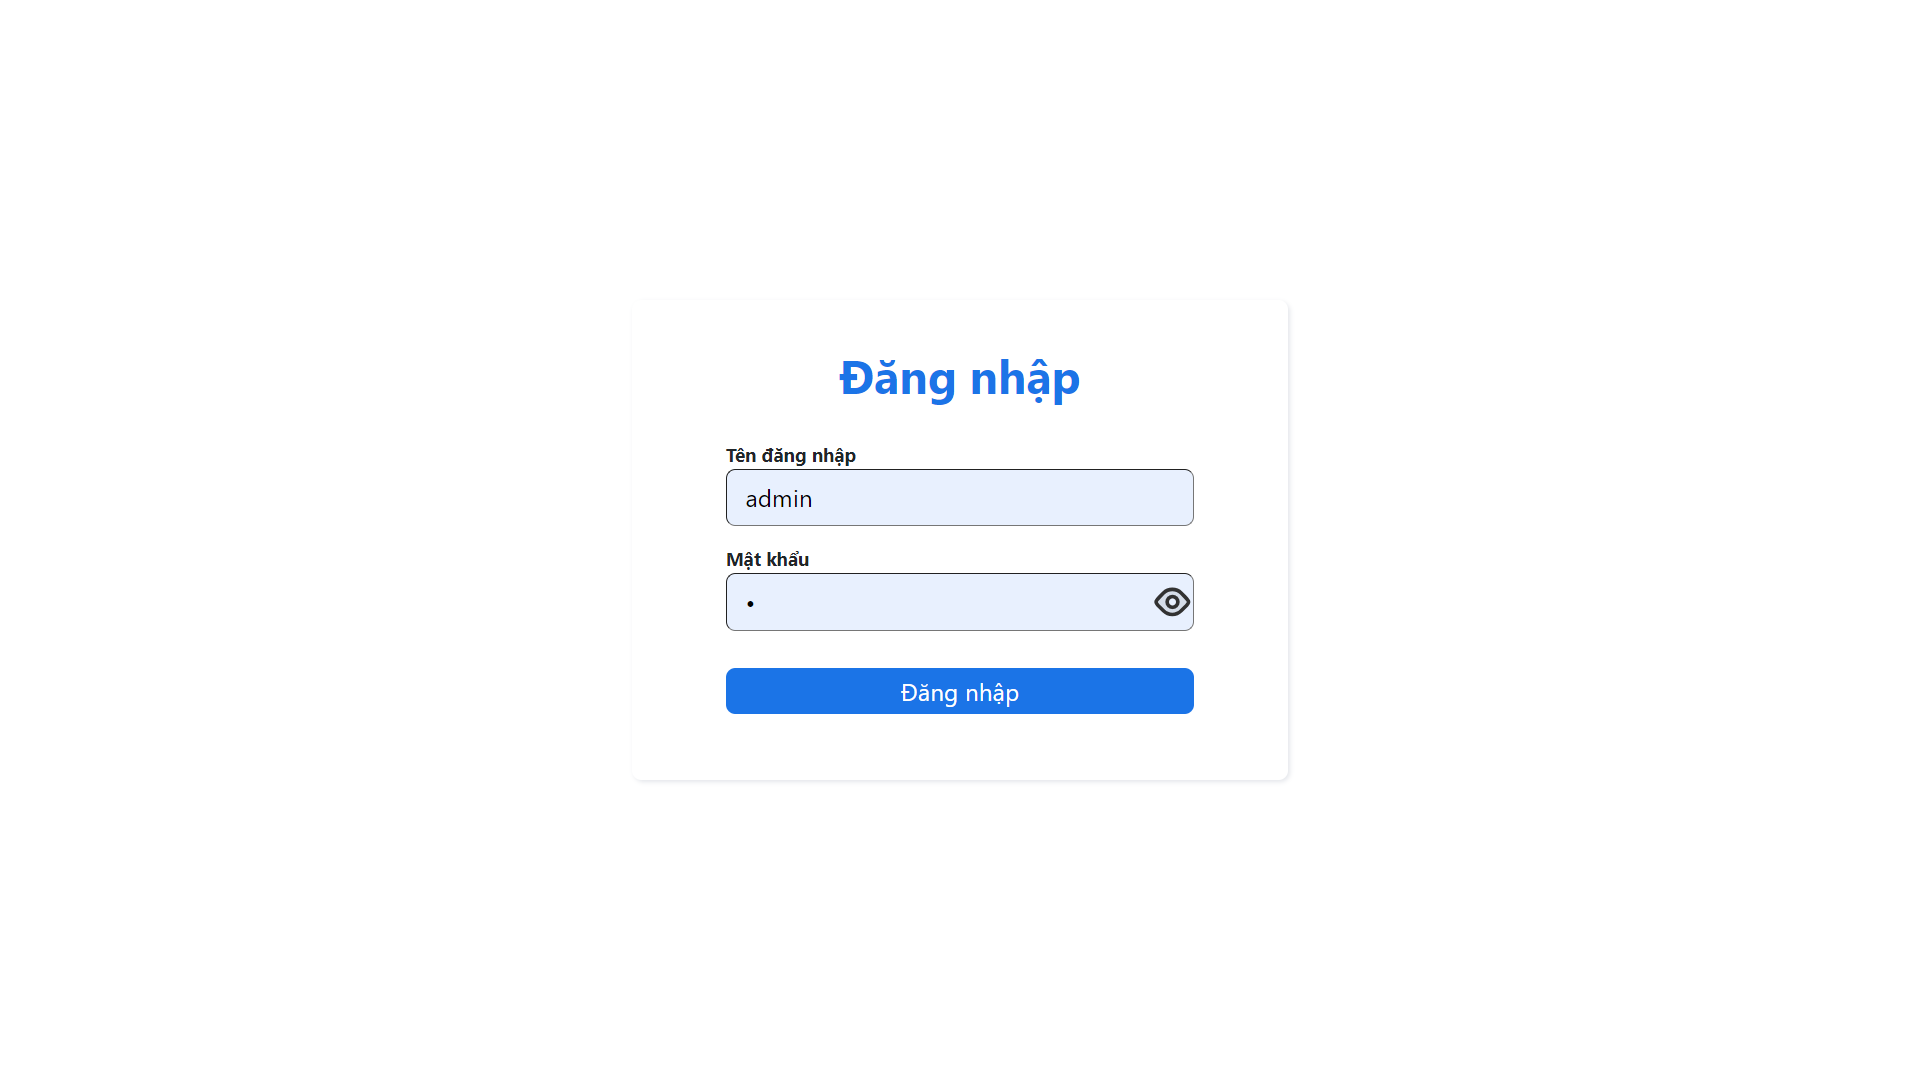 Đăng nhập
Tên đăng nhập
admin
Mật khẩu
•
Đăng nhập